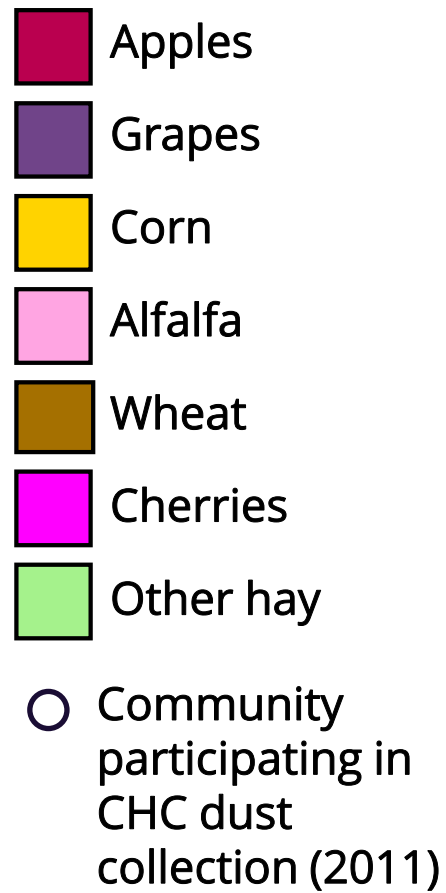 Apples
Grapes
Corn
Alfalfa
Wheat
Cherries
Other hay
Community
participating in
CHC dust
collection (2011)